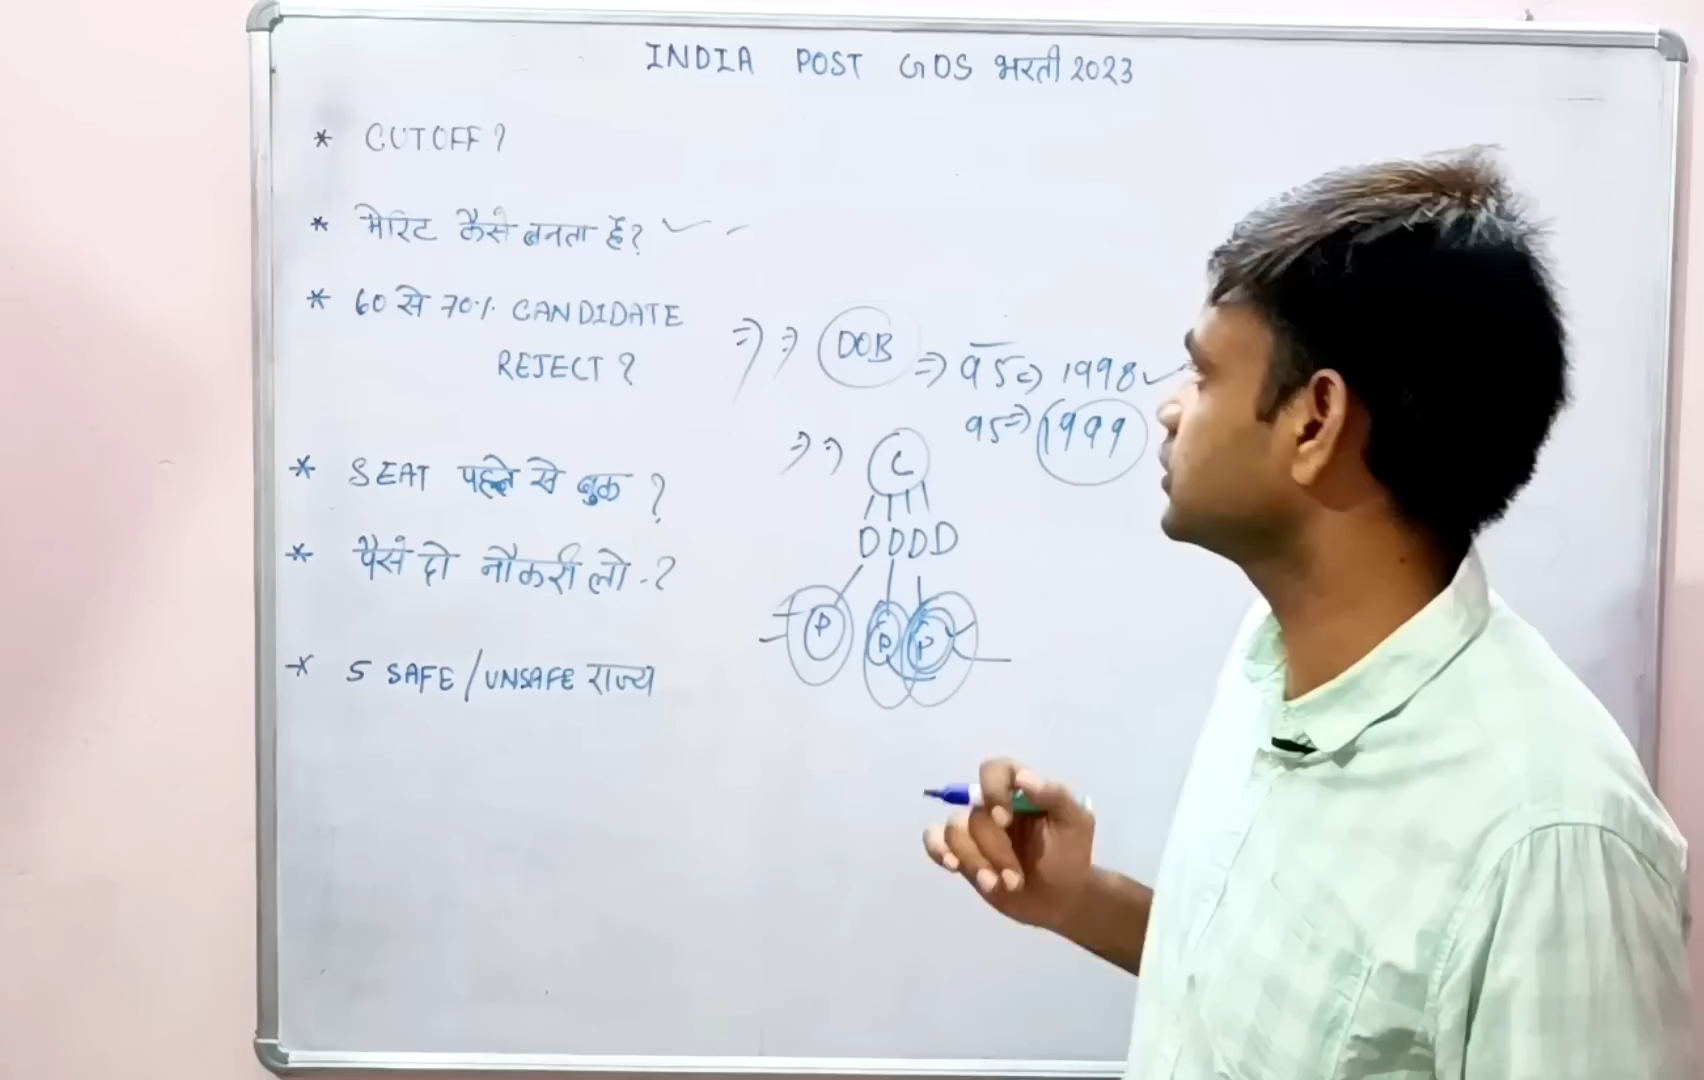 INDIA POST GDS भरती 2023
* CUTOFF ?
* मेरिट कैसे बनता है? ✓
* 60 से 70% CANDIDATE
REJECT ?
* SEAT पहले से बुक ?
* पैसे दो नौकरी लो - ?
* 5 SAFE / UNSAFE राज्य
DOB => 95 => 1998 ✓
95 => 1999
C
D D D D
P P P